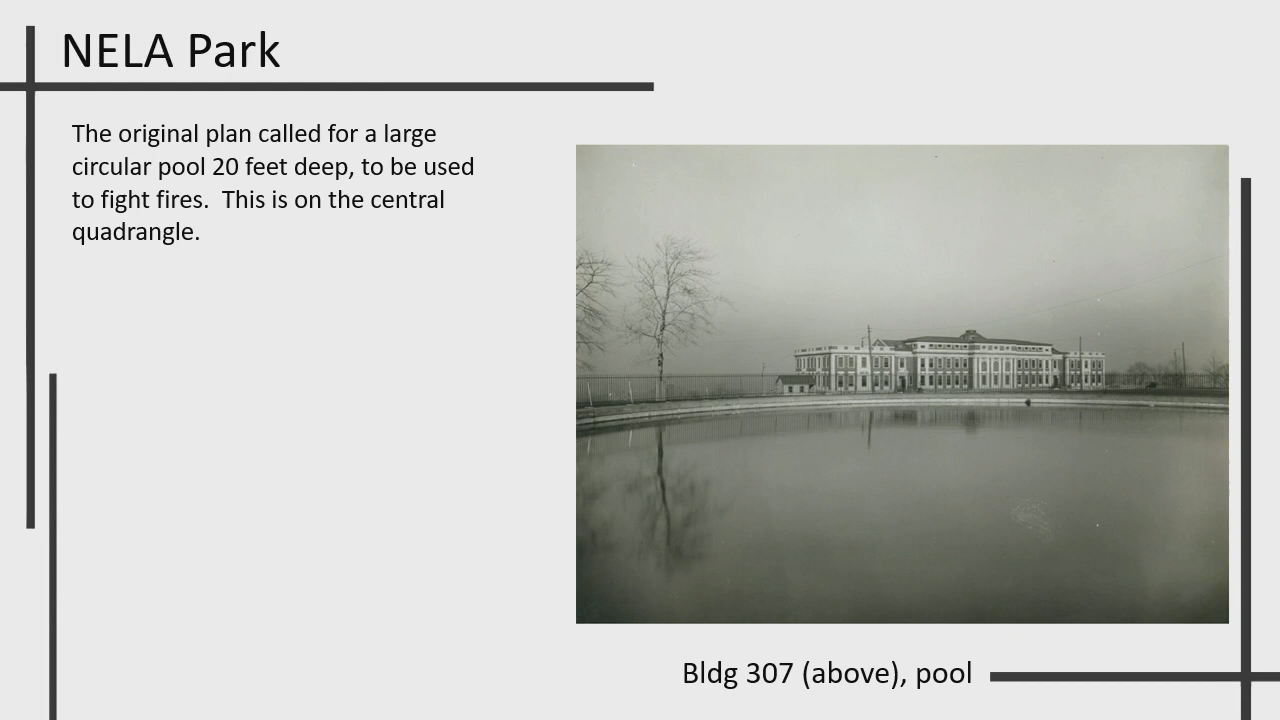 NELA Park
The original plan called for a large
circular pool 20 feet deep, to be used
to fight fires.  This is on the central
quadrangle.
Bldg 307 (above), pool